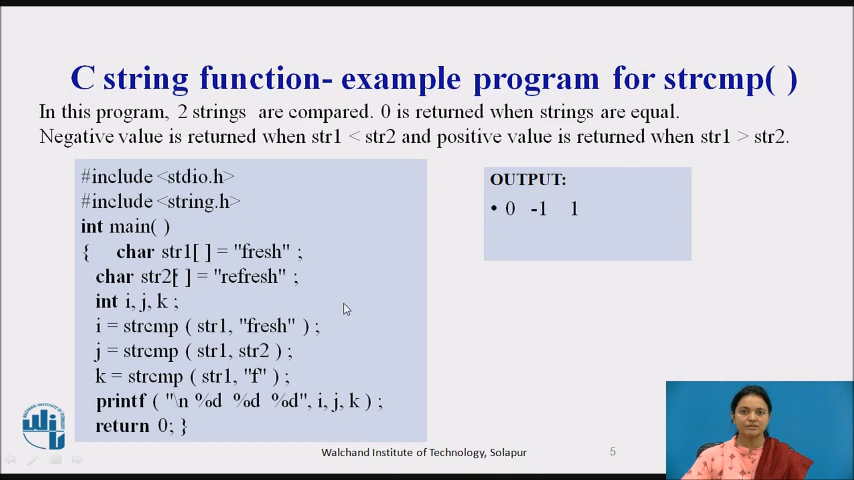 C string function- example program for strcmp( )
In this program, 2 strings are compared. 0 is returned when strings are equal.
Negative value is returned when str1 < str2 and positive value is returned when str1 > str2.
#include <stdio.h>
#include <string.h>
int main( )
{ char str1[ ] = "fresh" ;
char str2[ ] = "refresh" ;
int i, j, k ;
i = strcmp ( str1, "fresh" ) ;
j = strcmp ( str1, str2 ) ;
k = strcmp ( str1, "f" ) ;
printf ( "\n %d %d %d", i, j, k ) ;
return 0; }
OUTPUT:
• 0 -1 1
Walchand Institute of Technology, Solapur
5